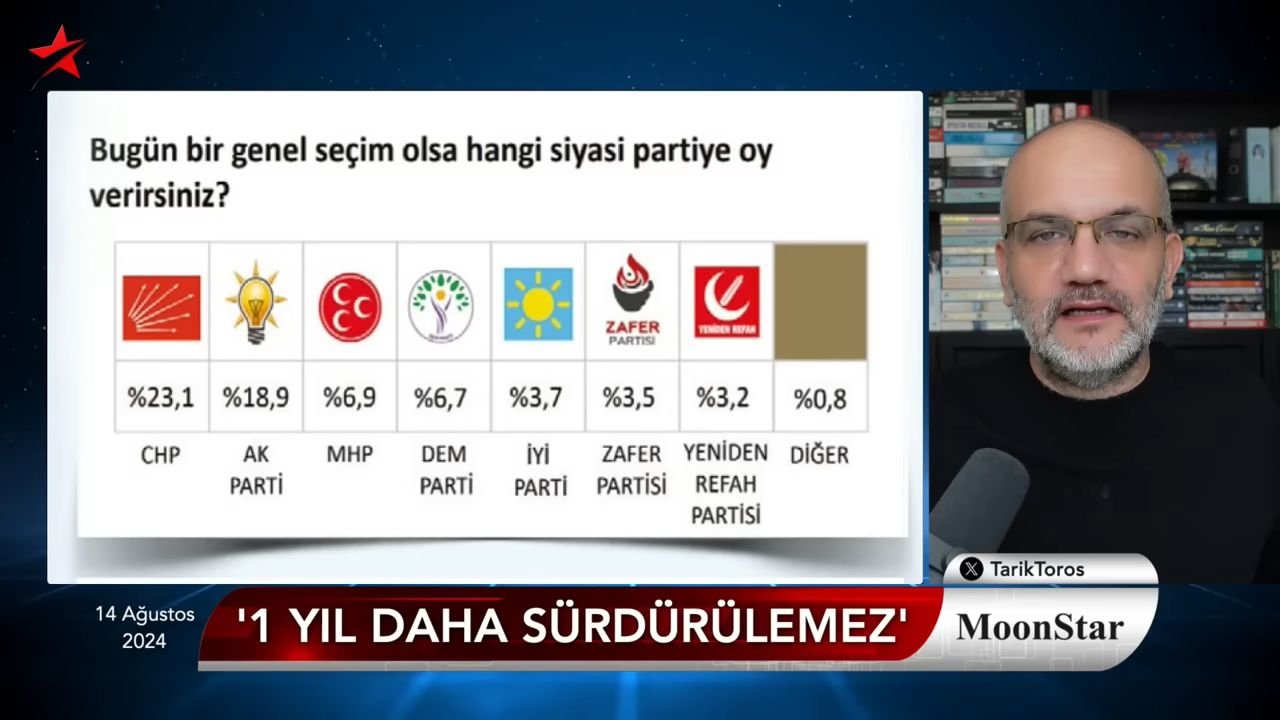 Bugün bir genel seçim olsa hangi siyasi partiye oy
verirsiniz?
ZAFER
PARTISI
YENİDEN REFAH
%23,1 %18,9 %6,9 %6,7 %3,7 %3,5 %3,2 %0,8
CHP AK PARTİ MHP DEM PARTİ İYİ PARTİ ZAFER PARTİSİ YENİDEN REFAH PARTİSİ DİĞER
TarikToros
14 Ağustos
2024
'1 YIL DAHA SÜRDÜRÜLEMEZ'
MoonStar